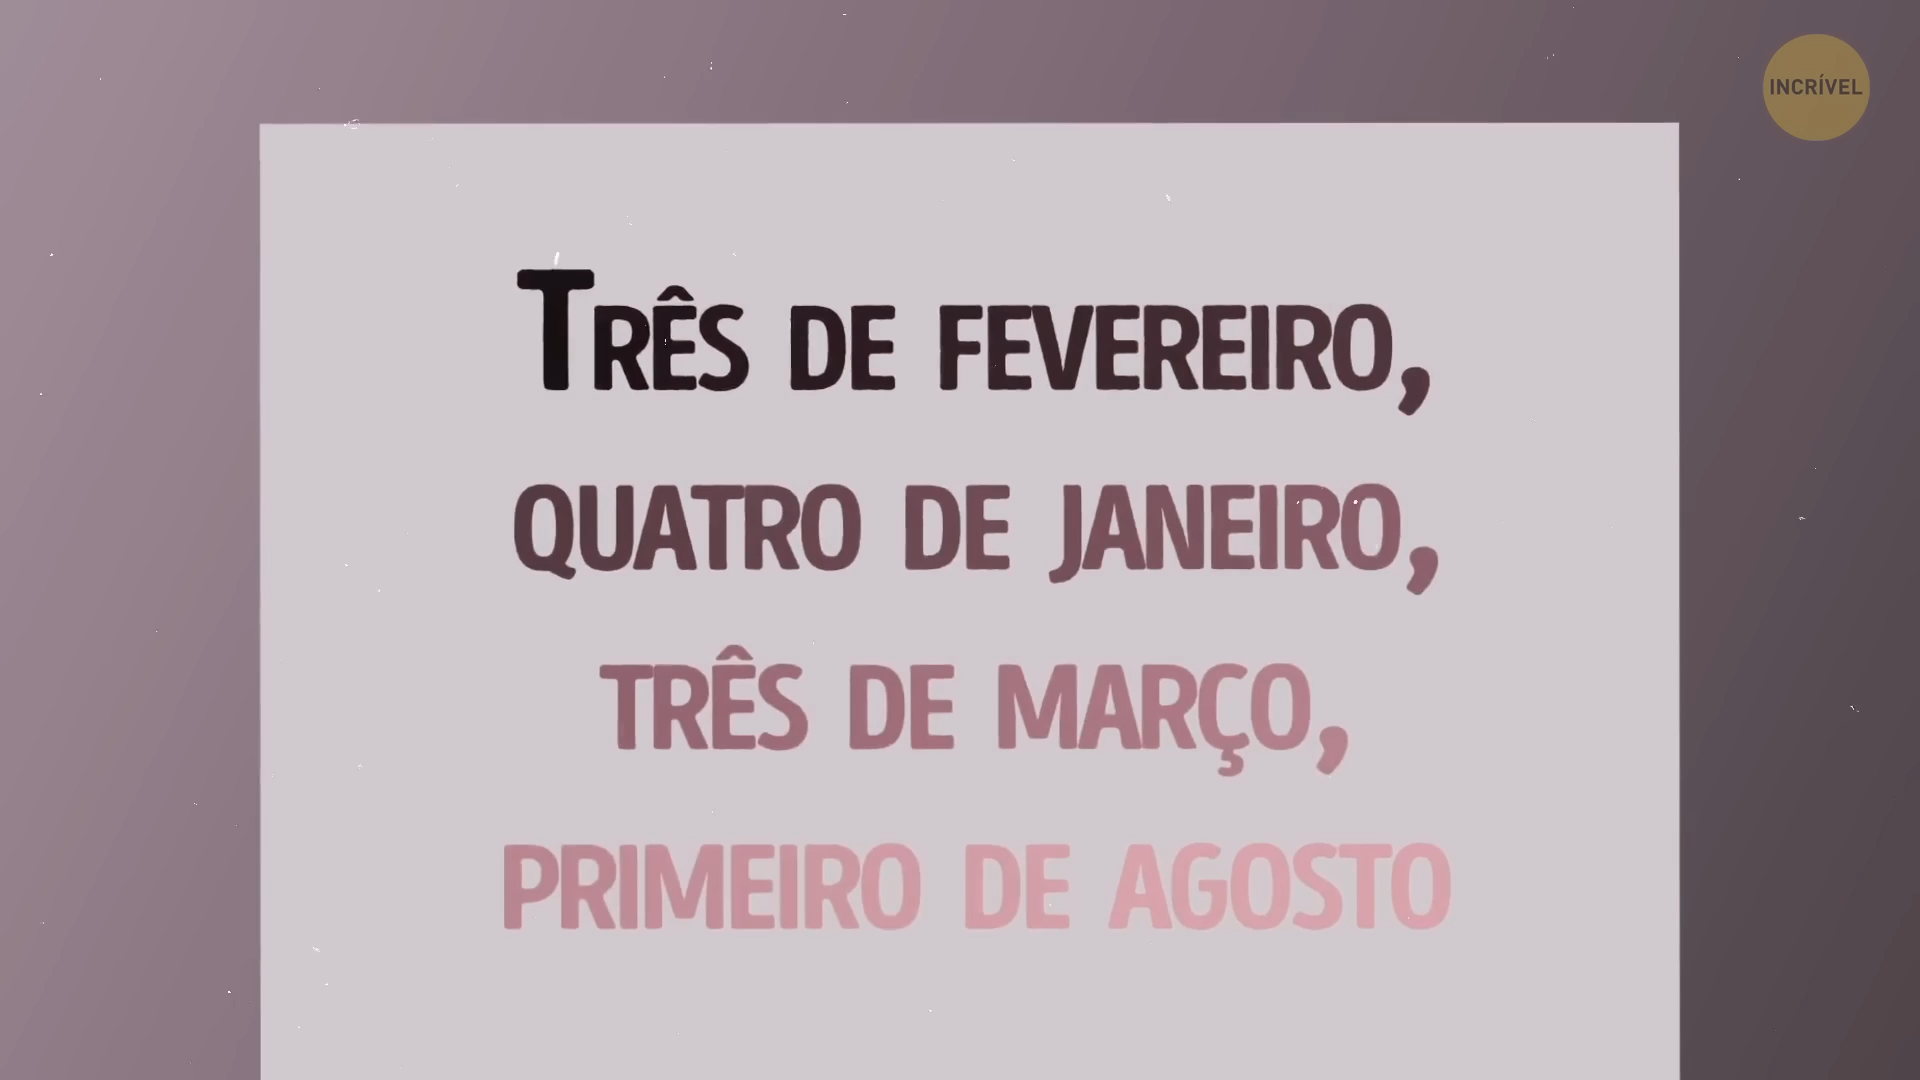 INCRÍVEL
Três de fevereiro,
quatro de janeiro,
três de março,
primeiro de agosto